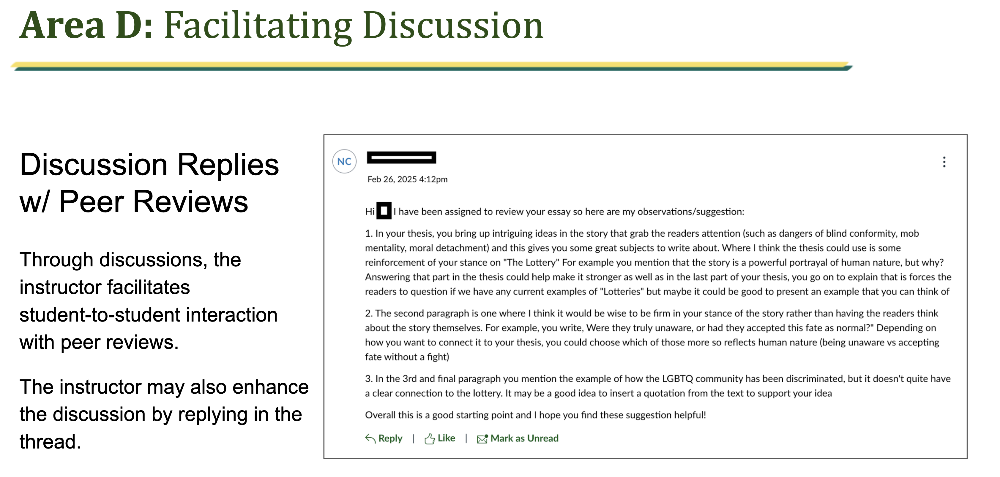 Area D: Facilitating Discussion
Discussion Replies
w/ Peer Reviews
Through discussions, the
instructor facilitates
student-to-student interaction
with peer reviews.
The instructor may also enhance
the discussion by replying in the
thread.
NC
Feb 26, 2025 4:12pm
Hi I have been assigned to review your essay so here are my observations/suggestion:
1. In your thesis, you bring up intriguing ideas in the story that grab the readers attention (such as dangers of blind conformity, mob
mentality, moral detachment) and this gives you some great subjects to write about. Where I think the thesis could use is some
reinforcement of your stance on "The Lottery" For example you mention that the story is a powerful portrayal of human nature, but why?
Answering that part in the thesis could help make it stronger as well as in the last part of your thesis, you go on to explain that is forces the
readers to question if we have any current examples of "Lotteries" but maybe it could be good to present an example that you can think of
2. The second paragraph is one where I think it would be wise to be firm in your stance of the story rather than having the readers think
about the story themselves. For example, you write, Were they truly unaware, or had they accepted this fate as normal?" Depending on
how you want to connect it to your thesis, you could choose which of those more so reflects human nature (being unaware vs accepting
fate without a fight)
3. In the 3rd and final paragraph you mention the example of how the LGBTQ community has been discriminated, but it doesn't quite have
a clear connection to the lottery. It may be a good idea to insert a quotation from the text to support your idea
Overall this is a good starting point and I hope you find these suggestion helpful!
Reply | Like | Mark as Unread